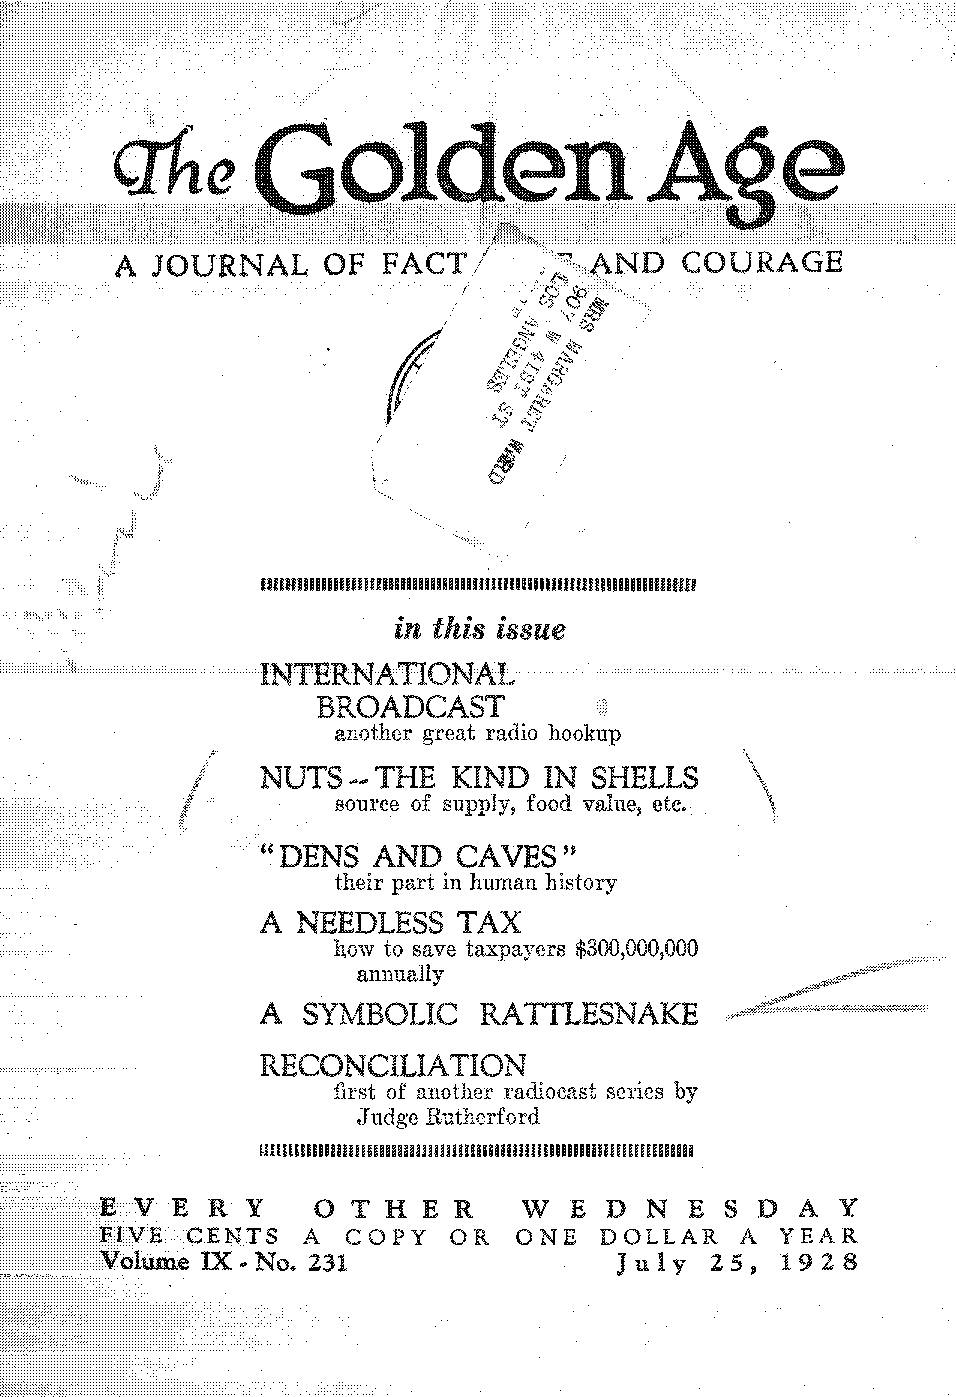 The Golden Age
A JOURNAL OF FACT AND COURAGE
MRS MARGARET WARD
907 W 41ST ST
LOS ANGELES
in this issue
INTERNATIONAL
BROADCAST
another great radio hookup
NUTS -- THE KIND IN SHELLS
source of supply, food value, etc.
"DENS AND CAVES"
their part in human history
A NEEDLESS TAX
how to save taxpayers $300,000,000
annually
A SYMBOLIC RATTLESNAKE
RECONCILIATION
first of another radiocast series by
Judge Rutherford
EVERY OTHER WEDNESDAY
FIVE CENTS A COPY OR ONE DOLLAR A YEAR
Volume IX - No. 231 July 25, 1928